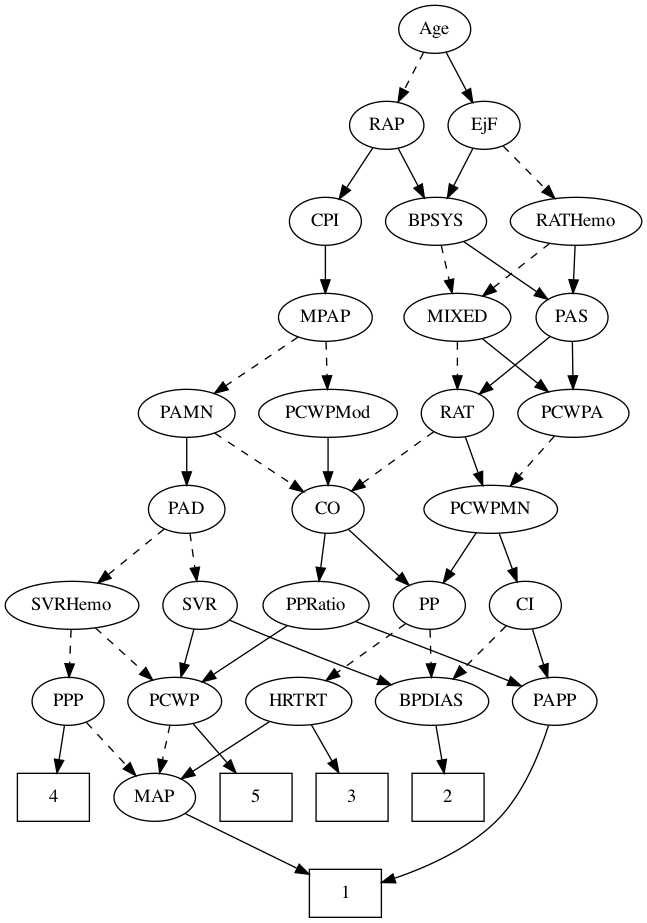 Age
RAP
EjF
CPI
BPSYS
RATHemo
MPAP
MIXED
PAS
PAMN
PCWPMod
RAT
PCWPA
PAD
CO
PCWPMN
SVRHemo
SVR
PPRatio
PP
CI
PPP
PCWP
HRTRT
BPDIAS
PAPP
4
MAP
5
3
2
1